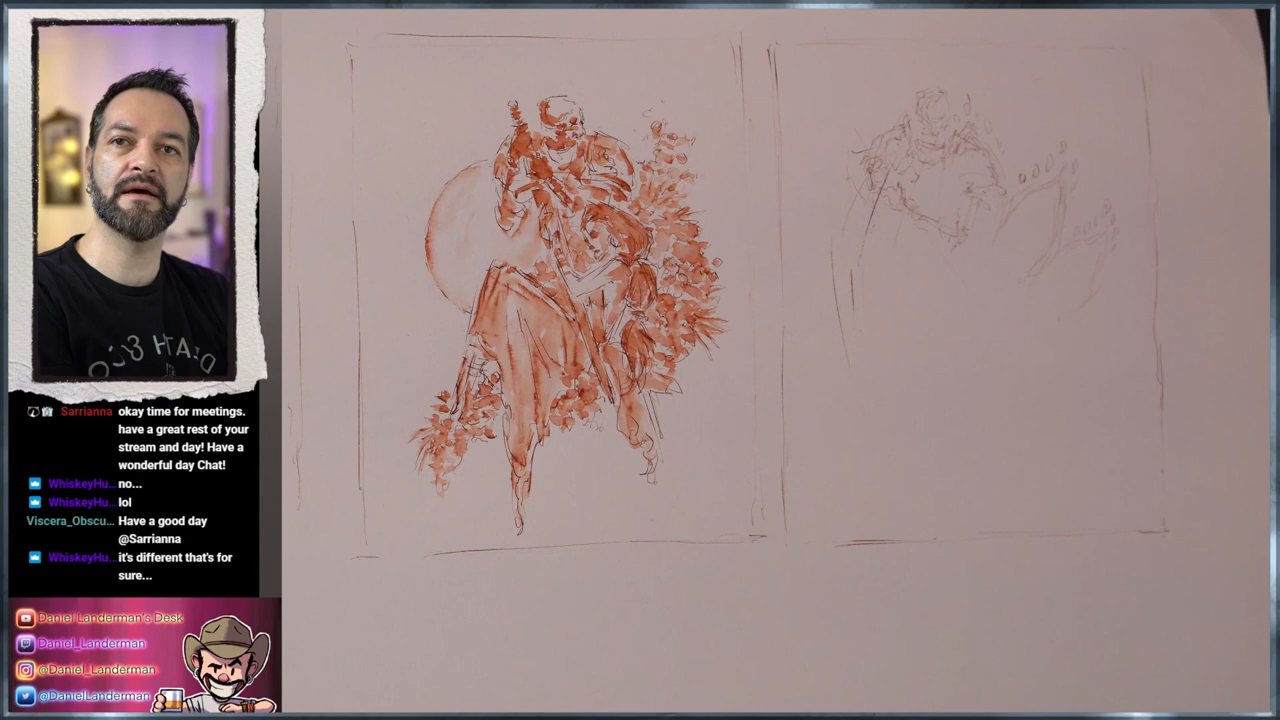 Sarrianna okay time for meetings.
have a great rest of your
stream and day! Have a
wonderful day Chat!
WhiskeyHu... no...
WhiskeyHu... lol
Viscera_Obscu... Have a good day
@Sarrianna
WhiskeyHu... it's different that's for
sure...
Daniel Landerman's Desk
Daniel_Landerman
@Daniel_Landerman
@DanielLanderman